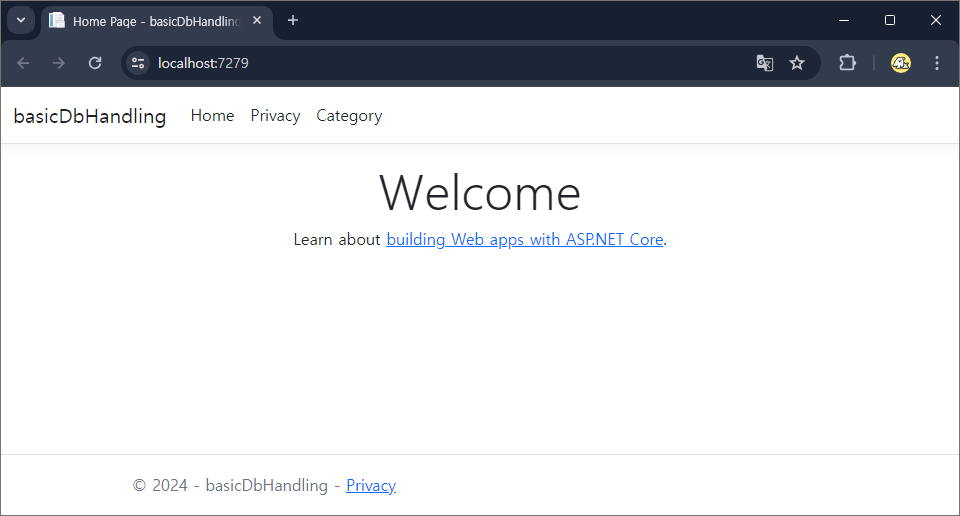 Home Page - basicDbHandling
localhost:7279
basicDbHandling Home Privacy Category
Welcome
Learn about building Web apps with ASP.NET Core.
© 2024 - basicDbHandling - Privacy